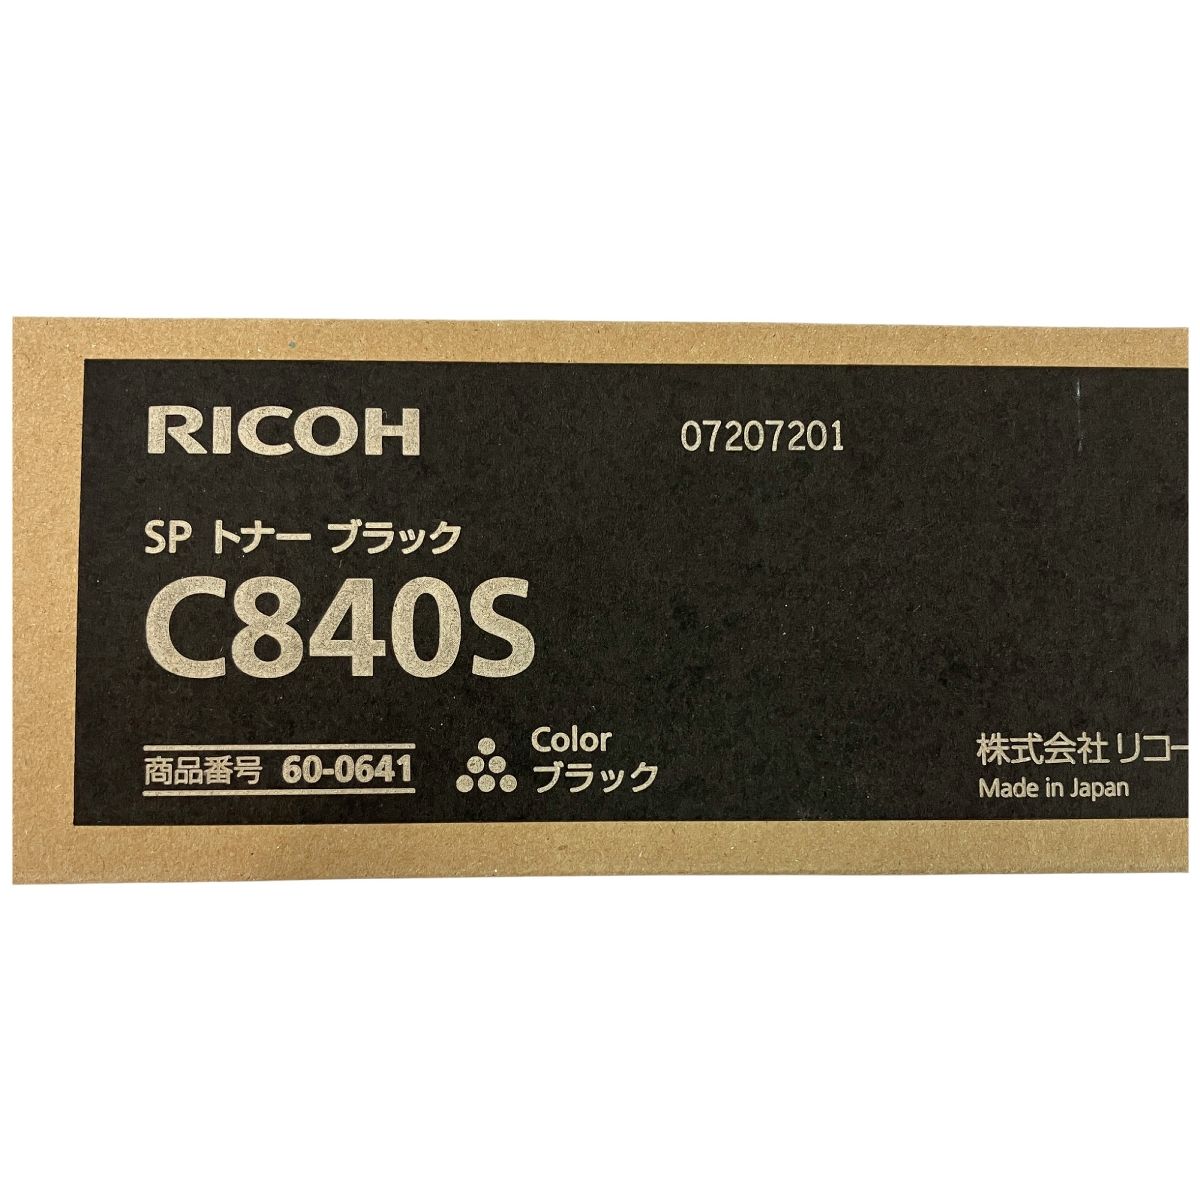 RICOH
07207201
SP トナー ブラック
C840S
商品番号 60-0641
Color
ブラック
株式会社 リコー
Made in Japan